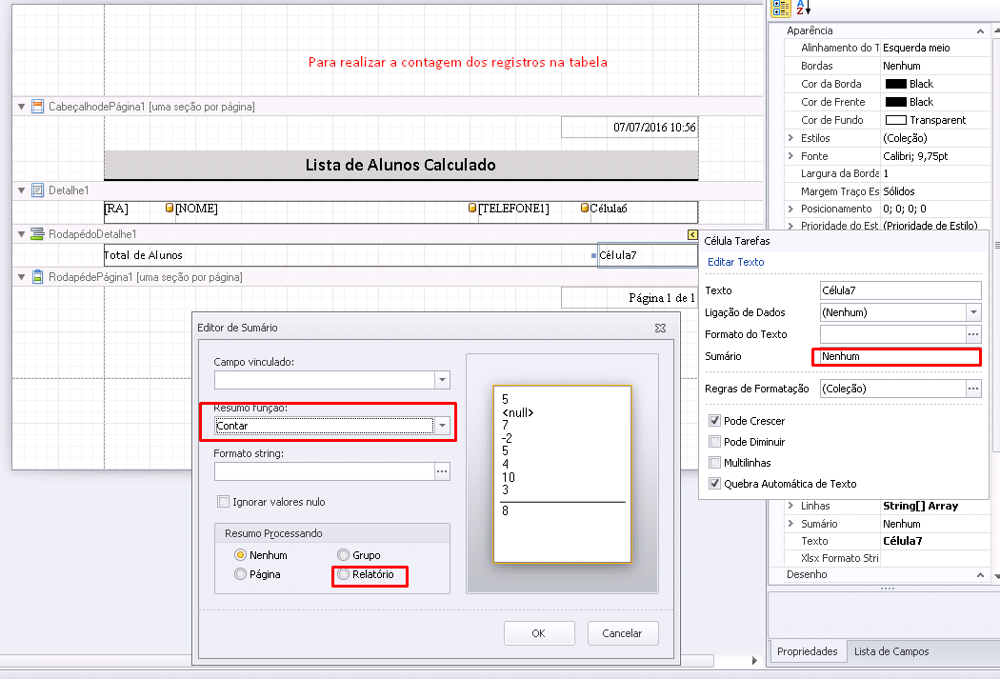 Para realizar a contagem dos registros na tabela
CabeçalhodePágina1 [uma seção por página]
07/07/2016 10:56
Lista de Alunos Calculado
Detalhe1
[RA] [NOME] [TELEFONE1] Célula6
RodapédoDetalhe1
Total de Alunos Célula7
RodapédePágina1 [uma seção por página]
Página 1 de 1
Editor de Sumário
Campo vinculado:
Resumo função:
Contar
Formato string:
Ignorar valores nulo
Resumo Processando
Nenhum Grupo
Página Relatório
5
<null>
7
-2
5
4
10
3
8
OK Cancelar
A
Z
Aparência
Alinhamento do T Esquerda meio
Bordas Nenhum
Cor da Borda Black
Cor de Frente Black
Cor de Fundo Transparent
Estilos (Coleção)
Fonte Calibri; 9,75pt
Largura da Borda 1
Margem Traço Es Sólidos
Posicionamento 0; 0; 0; 0
Prioridade do Est (Prioridade de Estilo)
Célula Tarefas
Editar Texto
Texto Célula7
Ligação de Dados (Nenhum)
Formato do Texto
Sumário Nenhum
Regras de Formatação (Coleção)
Pode Crescer
Pode Diminuir
Multilinhas
Quebra Automática de Texto
Linhas String[] Array
Sumário Nenhum
Texto Célula7
Xlsx Formato Stri
Desenho
Propriedades Lista de Campos